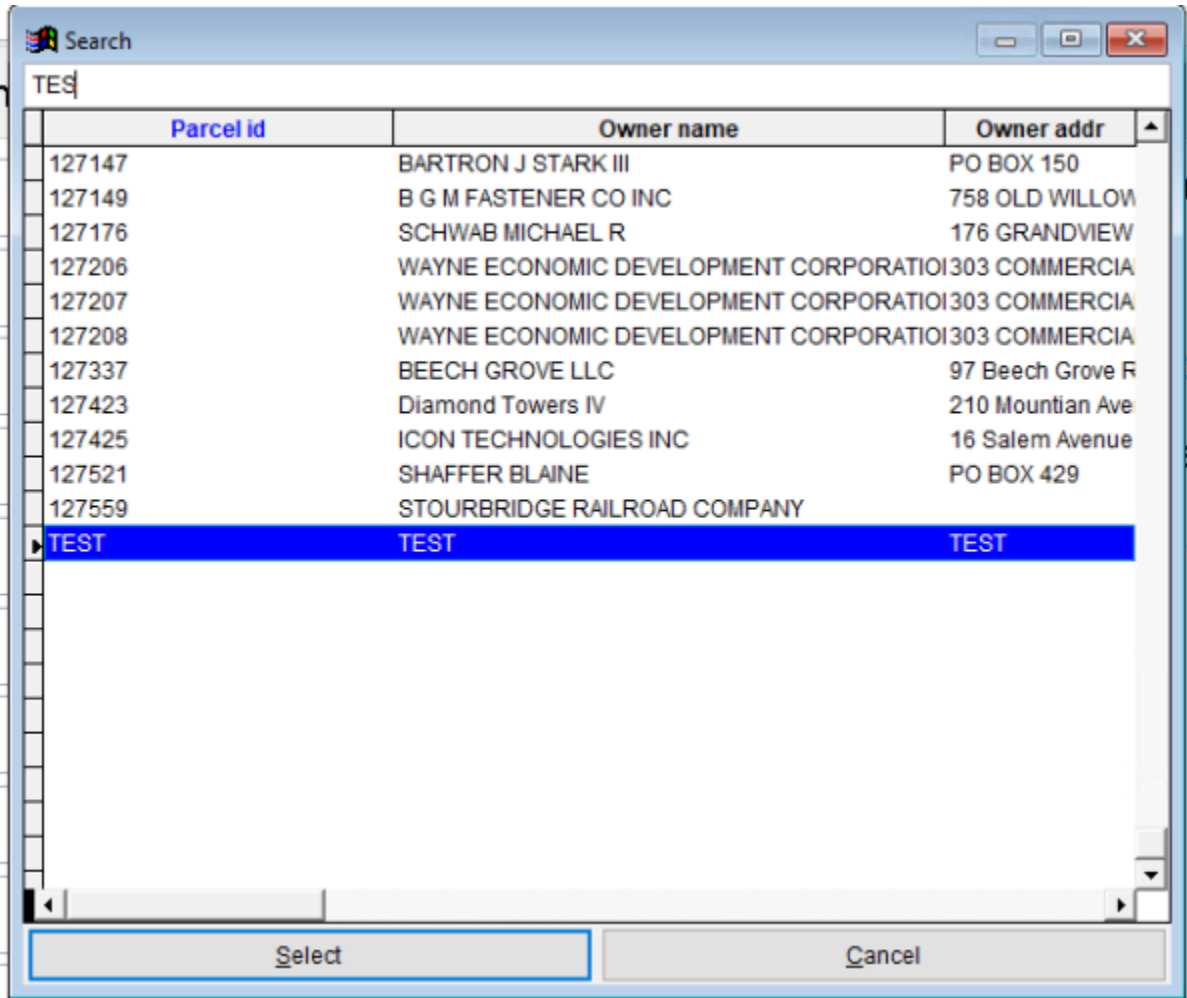 Search
TES
Parcel id Owner name Owner addr
127147 BARTRON J STARK III PO BOX 150
127149 B G M FASTENER CO INC 758 OLD WILLOW
127176 SCHWAB MICHAEL R 176 GRANDVIEW
127206 WAYNE ECONOMIC DEVELOPMENT CORPORATIO 303 COMMERCIA
127207 WAYNE ECONOMIC DEVELOPMENT CORPORATIO 303 COMMERCIA
127208 WAYNE ECONOMIC DEVELOPMENT CORPORATIO 303 COMMERCIA
127337 BEECH GROVE LLC 97 Beech Grove R
127423 Diamond Towers IV 210 Mountian Ave
127425 ICON TECHNOLOGIES INC 16 Salem Avenue
127521 SHAFFER BLAINE PO BOX 429
127559 STOURBRIDGE RAILROAD COMPANY
TEST TEST TEST
Select Cancel